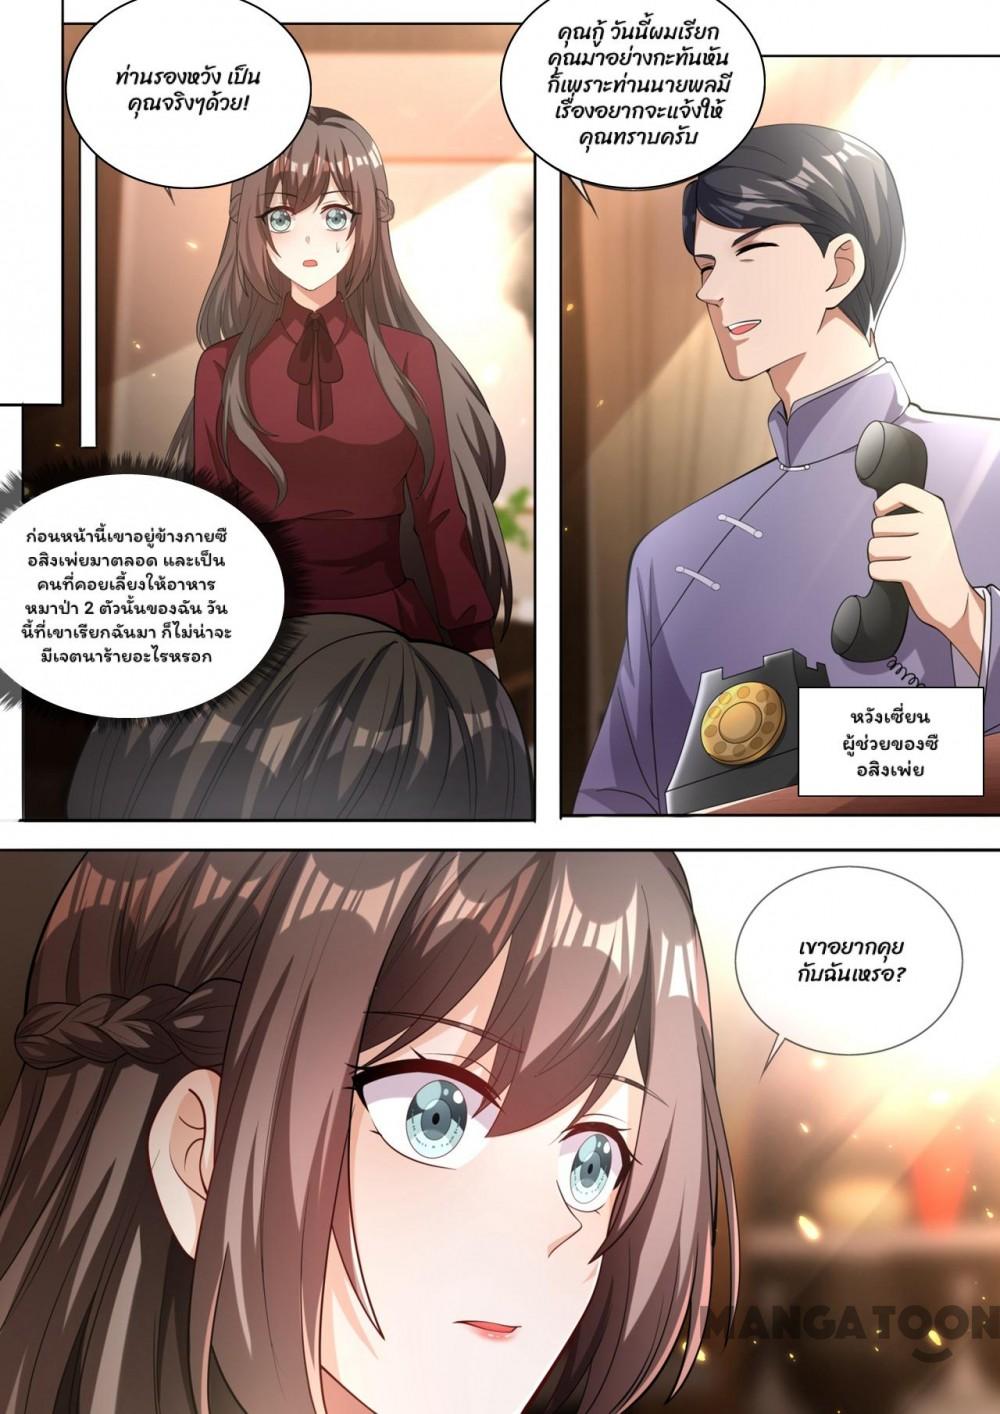 ท่านรองหวัง เป็น
คุณจริงๆด้วย!
คุณกู้ วันนี้ผมเรียก
คุณมาอย่างกะทันหัน
ก็เพราะท่านนายพลมี
เรื่องอยากจะแจ้งให้
คุณทราบครับ
ก่อนหน้านี้เขาอยู่ข้างกายซื
อสิงเพ่ยมาตลอด และเป็น
คนที่คอยเลี้ยงให้อาหาร
หมาป่า 2 ตัวนั้นของฉัน วัน
นี้ที่เขาเรียกฉันมา ก็ไม่น่าจะ
มีเจตนาร้ายอะไรหรอก
หวังเซี่ยน
ผู้ช่วยของซื
อสิงเพ่ย
เขาอยากคุย
กับฉันเหรอ?
MANGATOON